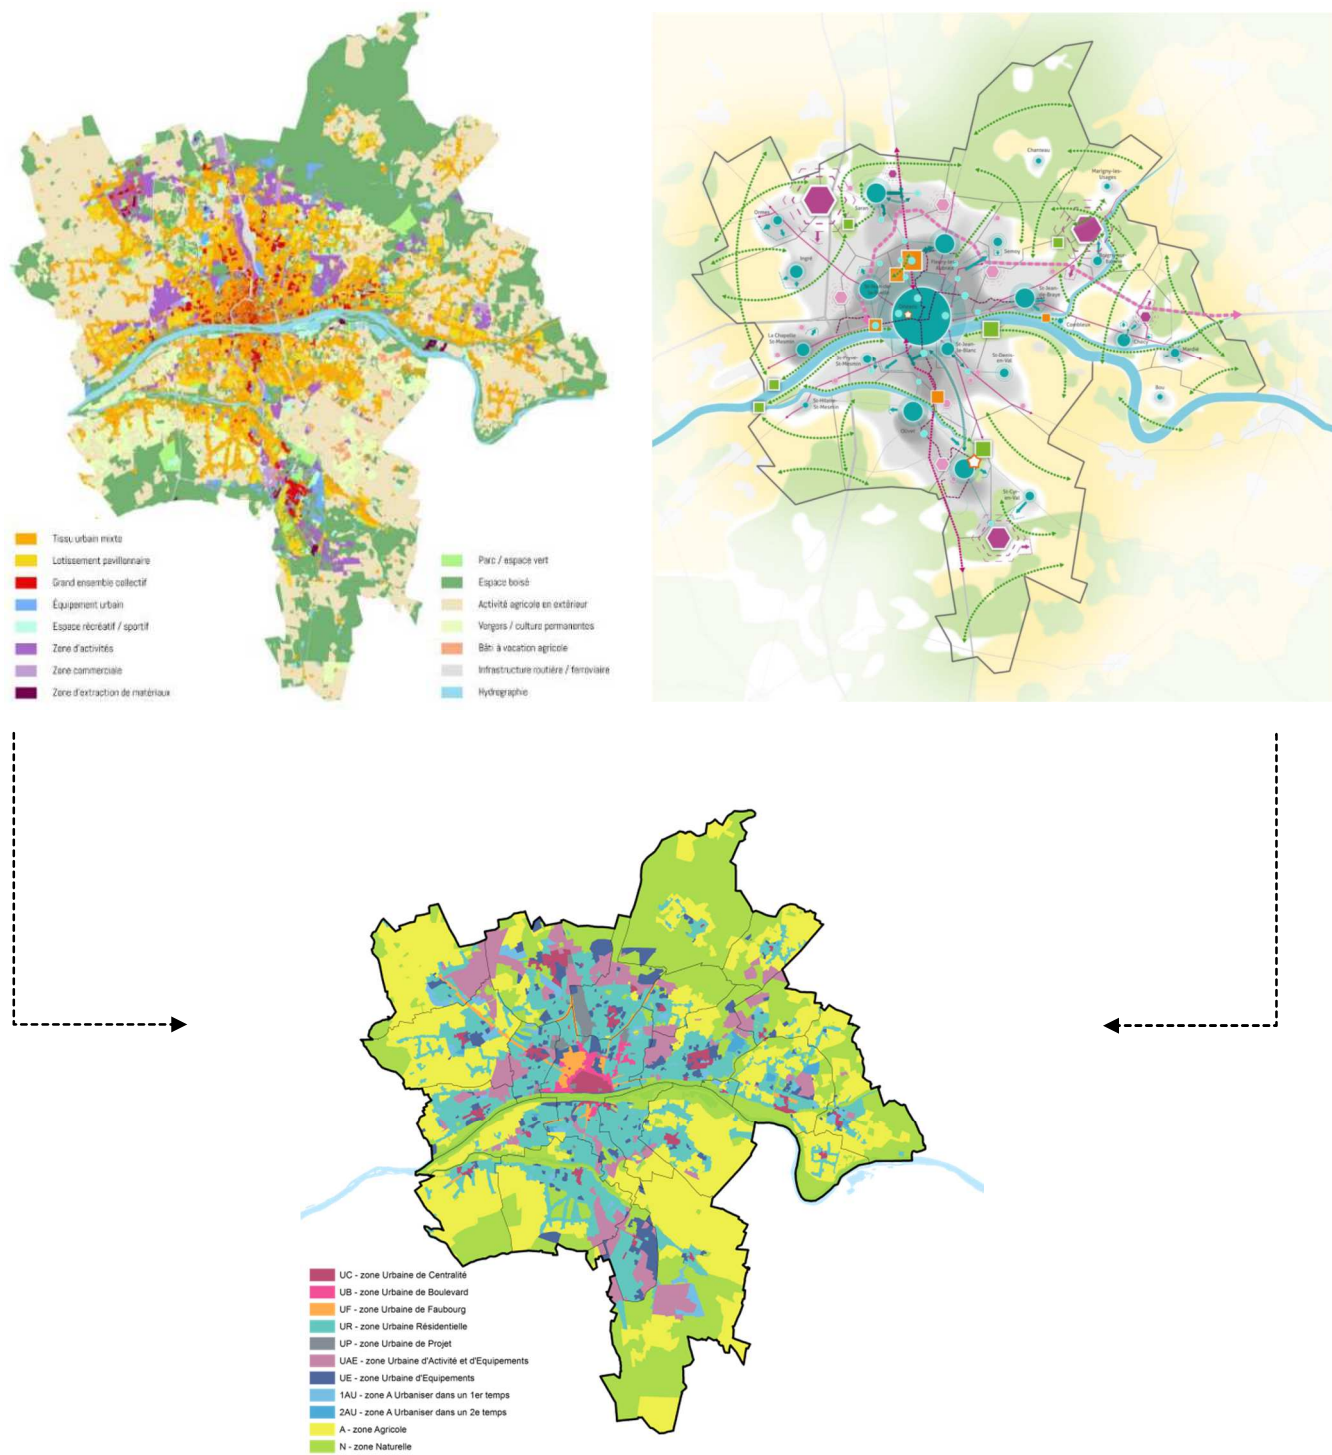 Tissu urbain mixte
Lotissement pavillonnaire
Grand ensemble collectif
Équipement urbain
Espace récréatif / sportif
Zone d'activités
Zone commerciale
Zone d'extraction de matériaux
Parc / espace vert
Espace boisé
Activité agricole en extérieur
Vergers / culture permanentes
Bâti à vocation agricole
Infrastructure routière / ferroviaire
Hydrographie
Chanteau
Marigny-les-
Usages
Ormes
Saran
Ingré
Semoy
St-Jean-
de-Braye
La Chapelle-
St-Mesmin
Combleux
Chécy
Mardié
Bou
St-Jean-
le-Blanc
St-Denis-
en-Val
St-Hilaire-
St-Mesmin
Olivet
St-Cyr-
en-Val
UC - zone Urbaine de Centralité
UB - zone Urbaine de Boulevard
UF - zone Urbaine de Faubourg
UR - zone Urbaine Résidentielle
UP - zone Urbaine de Projet
UAE - zone Urbaine d'Activité et d'Equipements
UE - zone Urbaine d'Equipements
1AU - zone A Urbaniser dans un 1er temps
2AU - zone A Urbaniser dans un 2e temps
A - zone Agricole
N - zone Naturelle